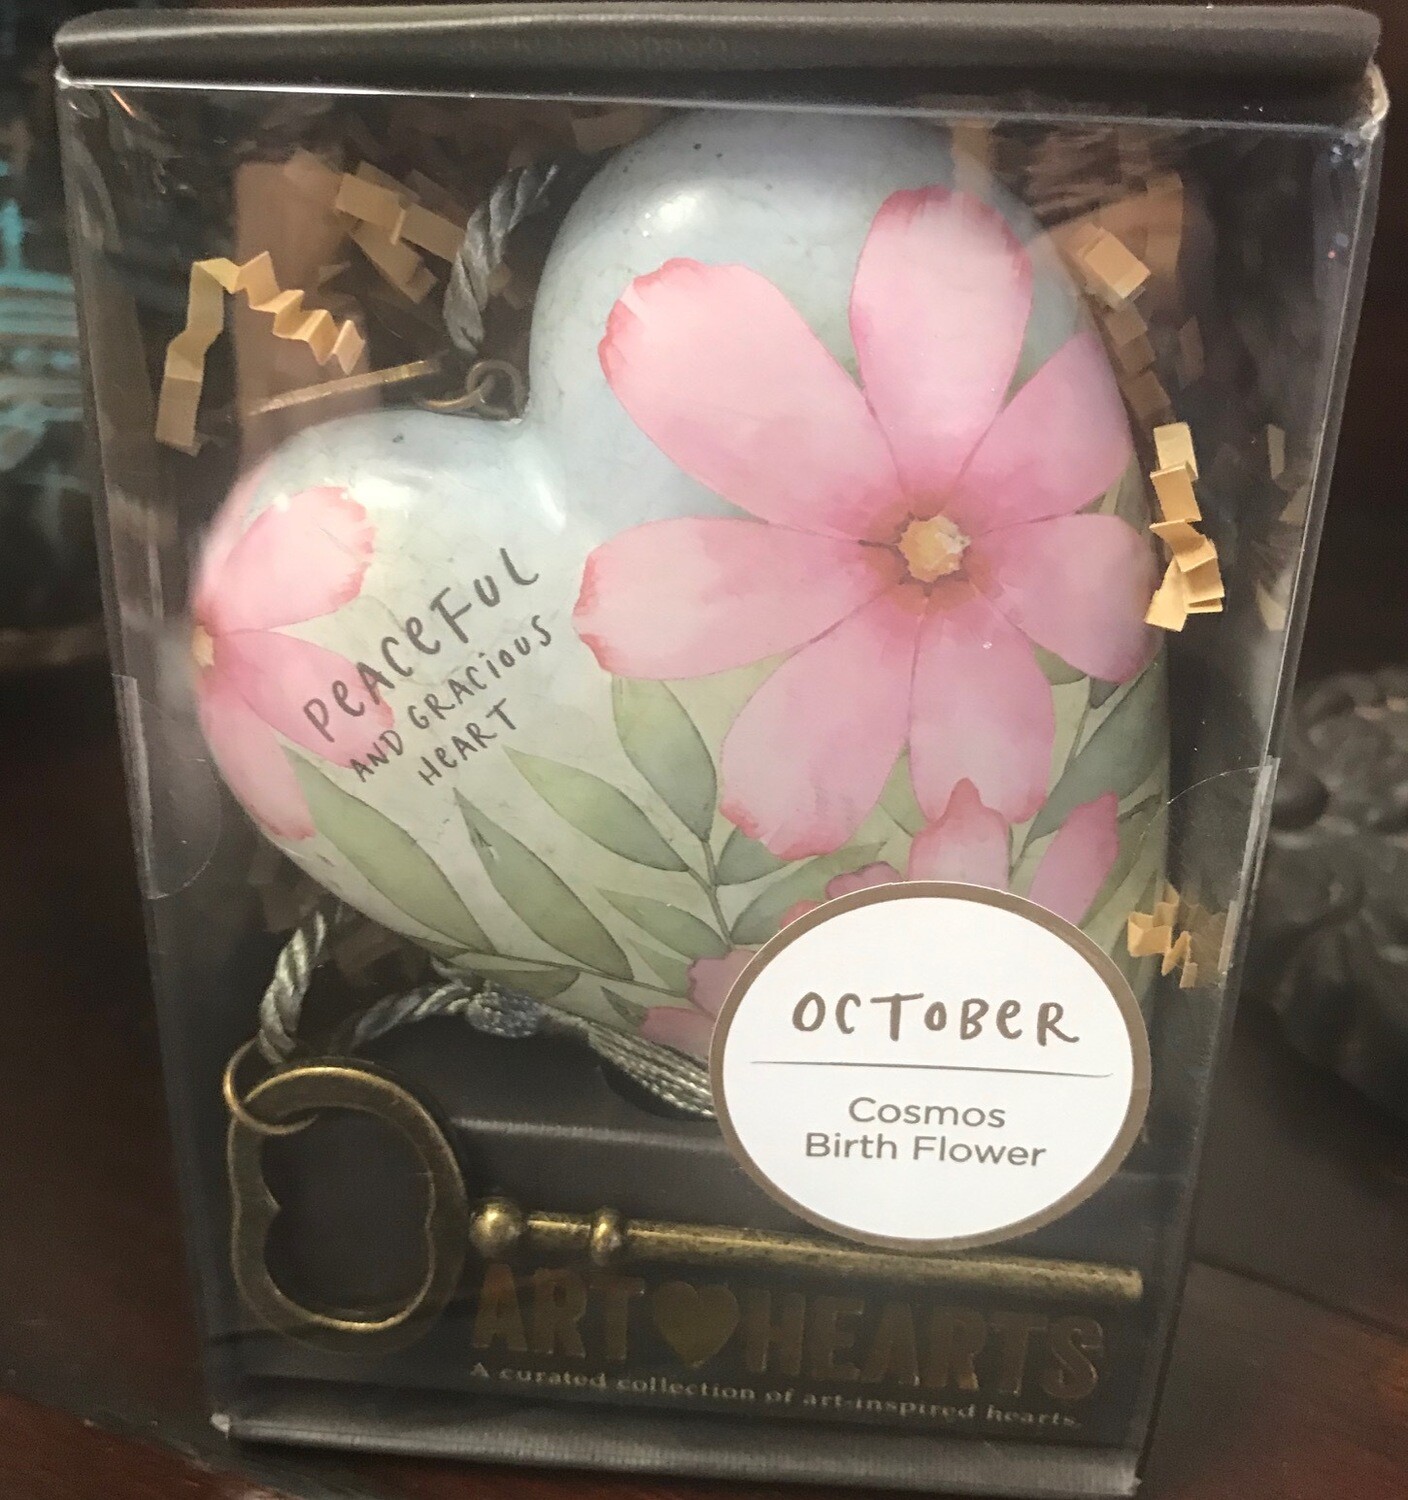 PeACeFUL
AND GRACiOUS
HeART
OCTOBeR
Cosmos
Birth Flower
ART HEARTS
A curated collection of art-inspired hearts.